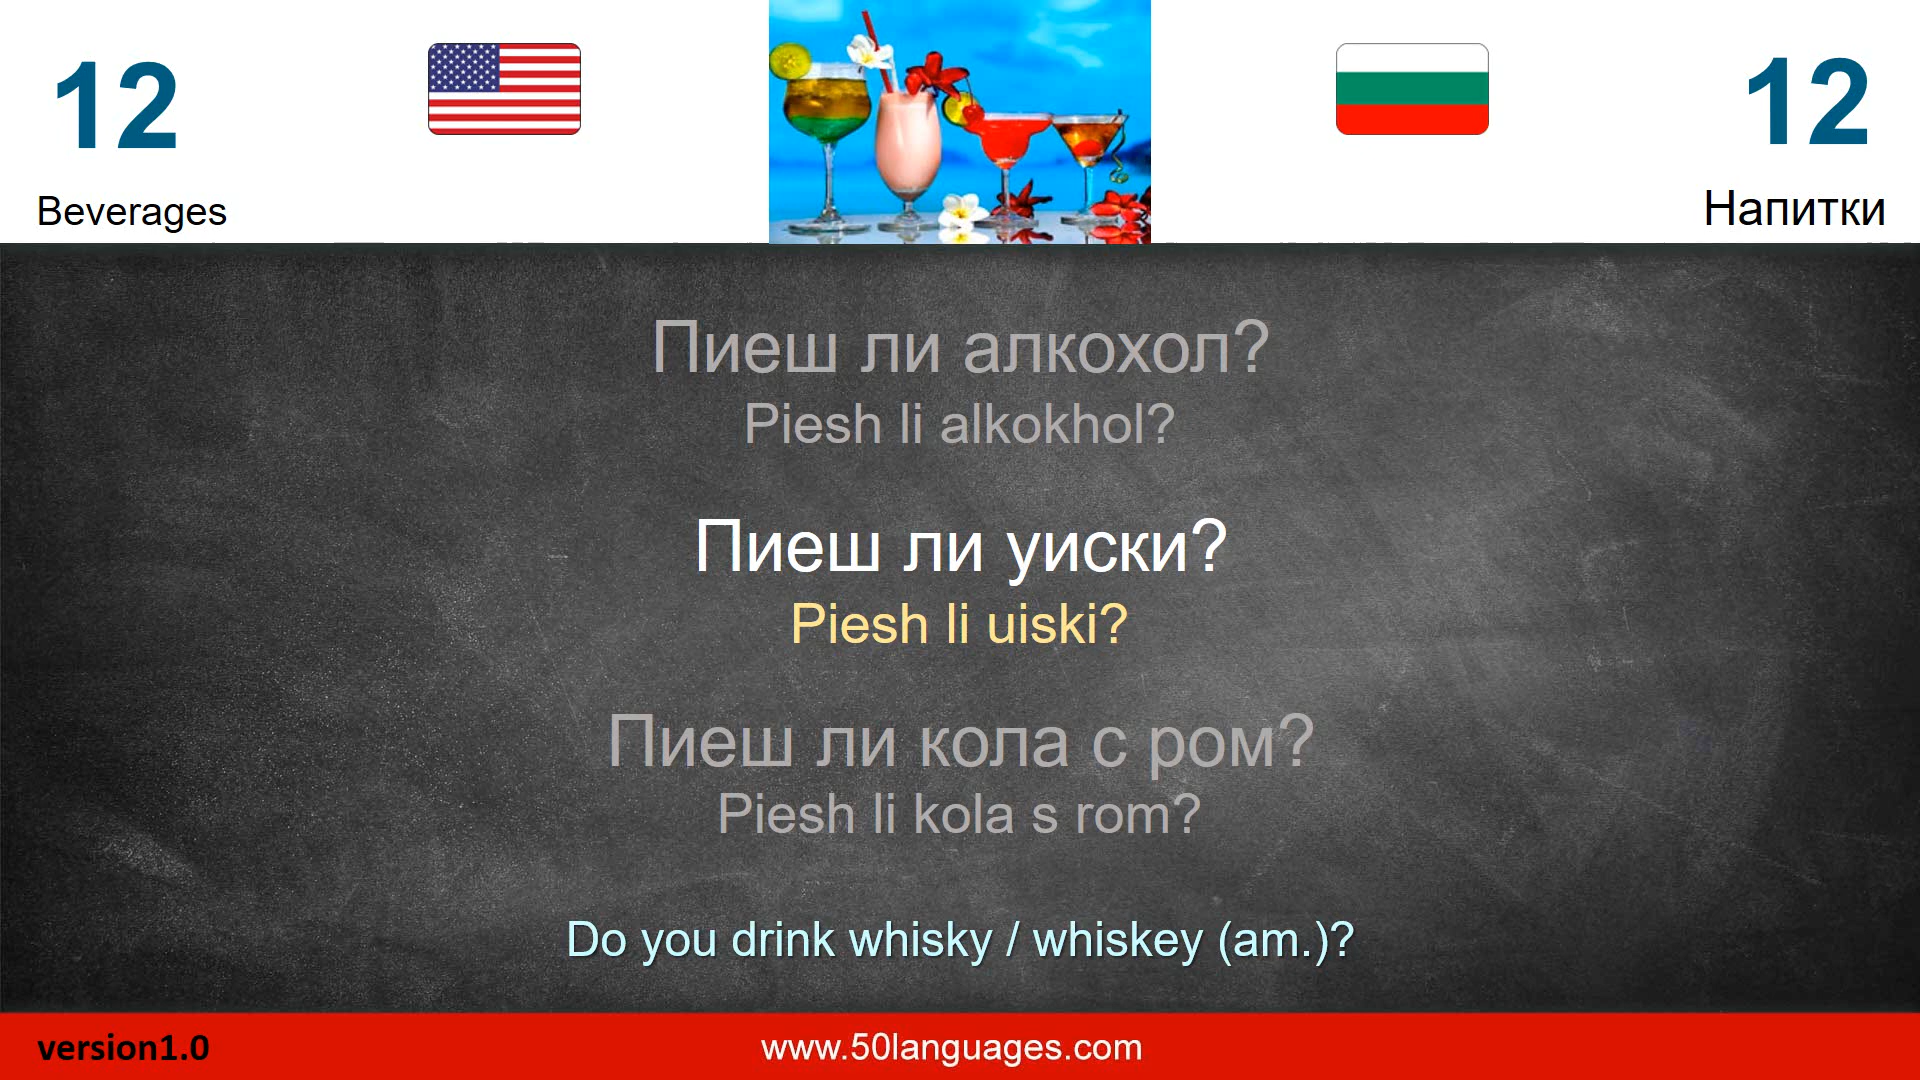 12
12
Beverages
Напитки
Пиеш ли алкохол?
Piesh li alkokhol?
Пиеш ли уиски?
Piesh li uiski?
Пиеш ли кола с ром?
Piesh li kola s rom?
Do you drink whisky / whiskey (am.)?
version1.0
www.50languages.com